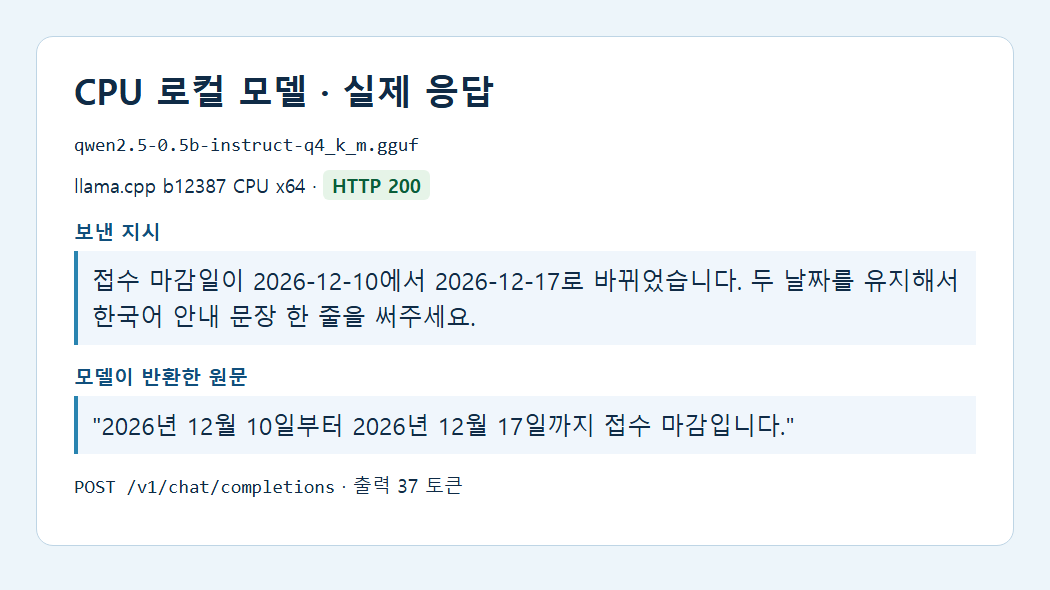 CPU 로컬 모델 · 실제 응답
qwen2.5-0.5b-instruct-q4_k_m.gguf
llama.cpp b12387 CPU x64 · HTTP 200
보낸 지시
접수 마감일이 2026-12-10에서 2026-12-17로 바뀌었습니다. 두 날짜를 유지해서
한국어 안내 문장 한 줄을 써주세요.
모델이 반환한 원문
"2026년 12월 10일부터 2026년 12월 17일까지 접수 마감입니다."
POST /v1/chat/completions · 출력 37 토큰